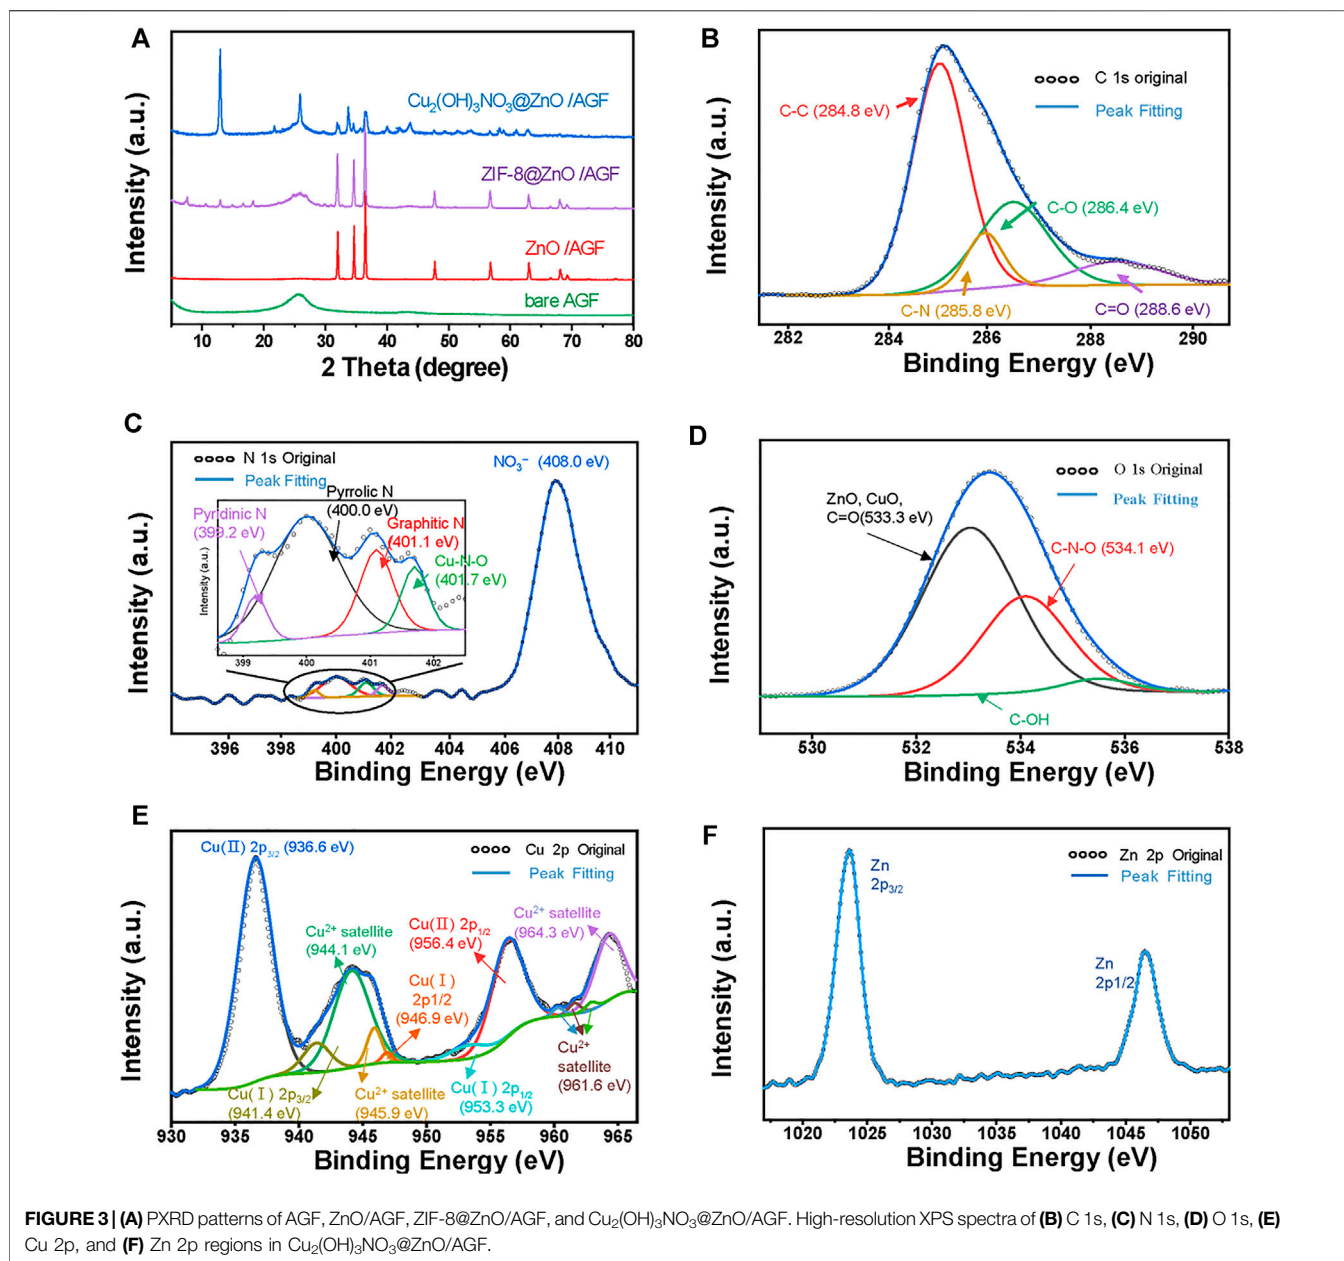 A
Intensity (a.u.)
Cu₂(OH)₃NO₃@ZnO /AGF
ZIF-8@ZnO /AGF
ZnO /AGF
bare AGF
10 20 30 40 50 60 70 80
2 Theta (degree)
B
Intensity (a.u.)
C 1s original
Peak Fitting
C-C (284.8 eV)
C-O (286.4 eV)
C-N (285.8 eV)
C=O (288.6 eV)
282 284 286 288 290
Binding Energy (eV)
C
Intensity (a.u.)
N 1s Original
Peak Fitting
NO₃⁻ (408.0 eV)
Pyrrolic N
(400.0 eV)
Pyridinic N
(399.2 eV)
Graphitic N
(401.1 eV)
Cu-N-O
(401.7 eV)
Intensity (a.u.)
399 400 401 402
396 398 400 402 404 406 408 410
Binding Energy (eV)
D
Intensity (a.u.)
O 1s Original
Peak Fitting
ZnO, CuO,
C=O(533.3 eV)
C-N-O (534.1 eV)
C-OH
530 532 534 536 538
Binding Energy (eV)
E
Intensity (a.u.)
Cu(II) 2p₃/₂ (936.6 eV)
Cu 2p Original
Peak Fitting
Cu²⁺ satellite
(944.1 eV)
Cu(II) 2p₁/₂
(956.4 eV)
Cu²⁺ satellite
(964.3 eV)
Cu(I)
2p1/2
(946.9 eV)
Cu²⁺
satellite
(961.6 eV)
Cu(I) 2p₃/₂
(941.4 eV)
Cu²⁺ satellite
(945.9 eV)
Cu(I) 2p₁/₂
(953.3 eV)
930 935 940 945 950 955 960 965
Binding Energy (eV)
F
Intensity (a.u.)
Zn 2p Original
Peak Fitting
Zn
2p₃/₂
Zn
2p1/2
1020 1025 1030 1035 1040 1045 1050
Binding Energy (eV)
FIGURE 3 | (A) PXRD patterns of AGF, ZnO/AGF, ZIF-8@ZnO/AGF, and Cu₂(OH)₃NO₃@ZnO/AGF. High-resolution XPS spectra of (B) C 1s, (C) N 1s, (D) O 1s, (E)
Cu 2p, and (F) Zn 2p regions in Cu₂(OH)₃NO₃@ZnO/AGF.